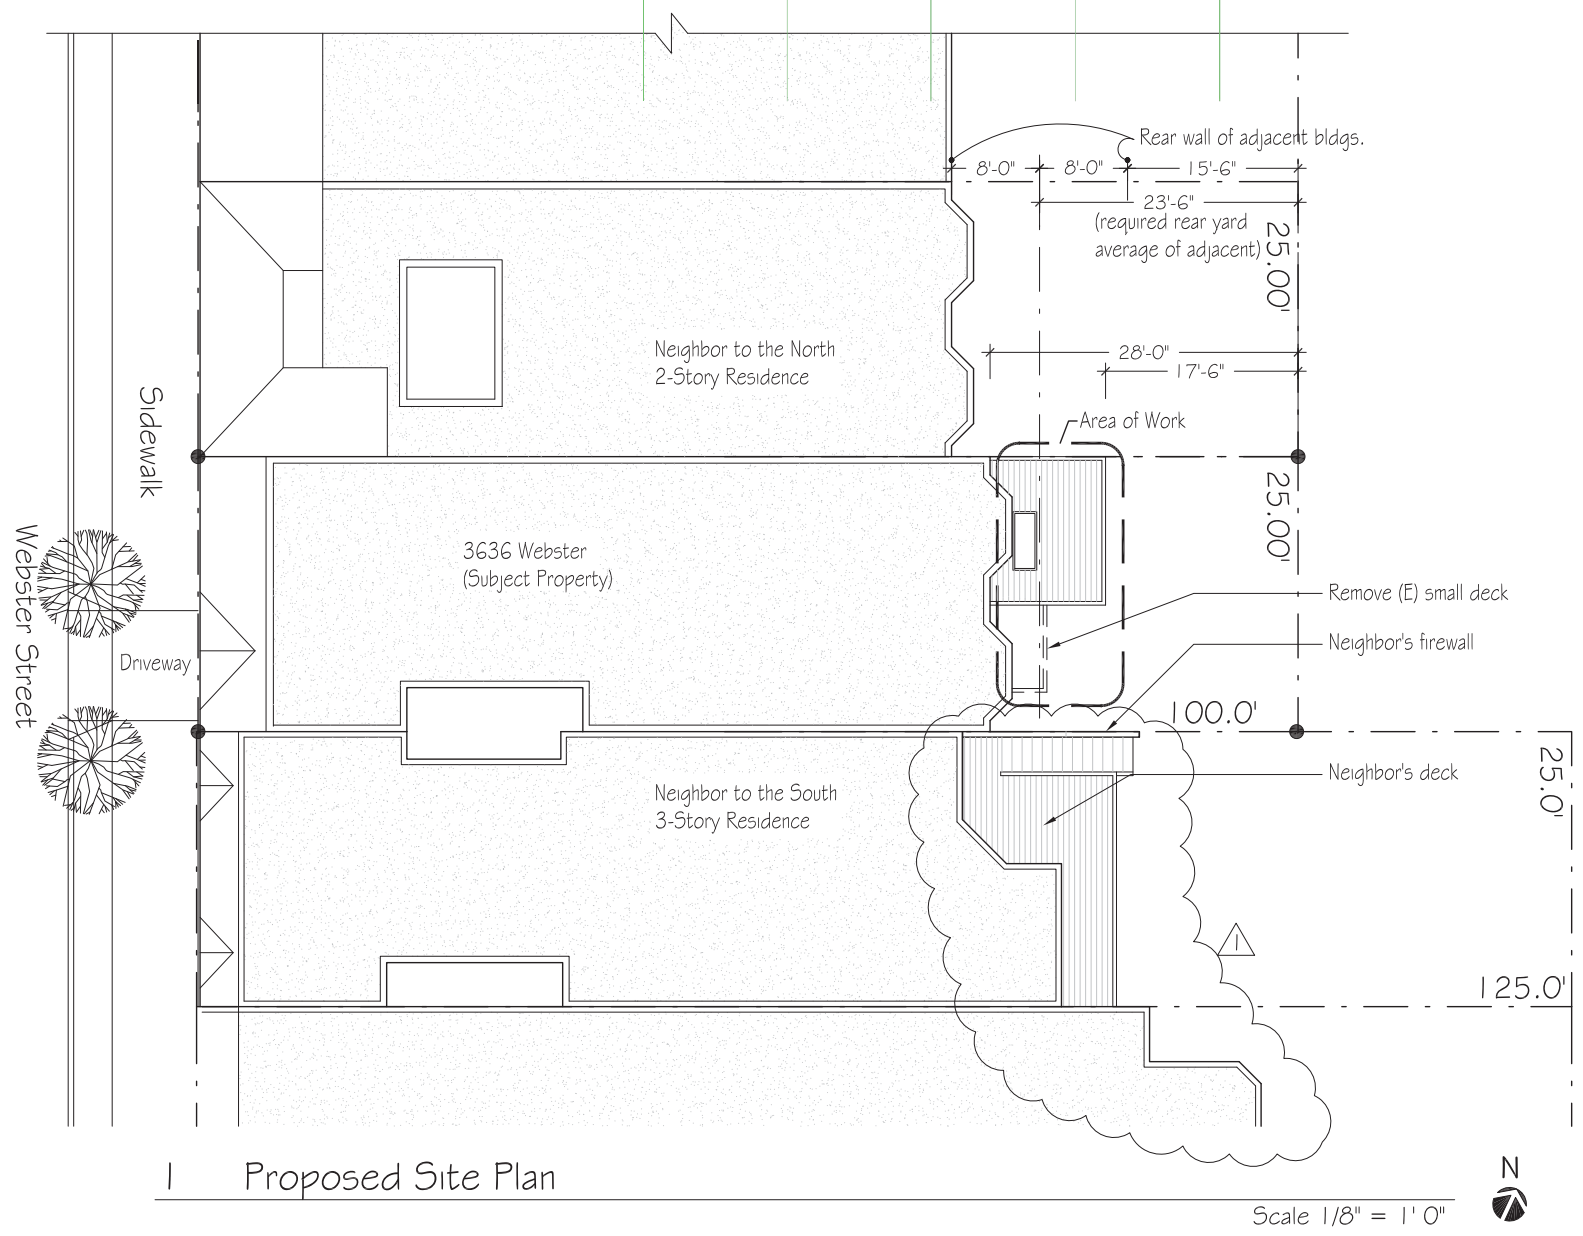 Rear wall of adjacent bldgs.
8'-0" 8'-0" 15'-6"
23'-6"
(required rear yard
average of adjacent)
25.00'
28'-0"
17'-6"
Neighbor to the North
2-Story Residence
Area of Work
Sidewalk
25.00'
3636 Webster
(Subject Property)
Webster Street
Remove (E) small deck
Neighbor's firewall
Driveway
100.0'
Neighbor's deck
25.0'
Neighbor to the South
3-Story Residence
1
125.0'
1 Proposed Site Plan
N
Scale 1/8" = 1' 0"